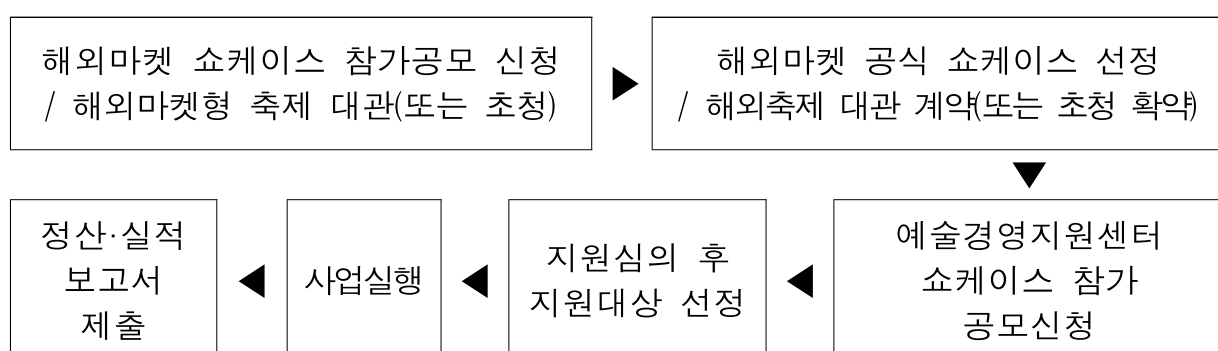 해외마켓 쇼케이스 참가공모 신청
/ 해외마켓형 축제 대관(또는 초청)
해외마켓 공식 쇼케이스 선정
/ 해외축제 대관 계약(또는 초청 확약)
예술경영지원센터
쇼케이스 참가
공모신청
지원심의 후
지원대상 선정
사업실행
정산·실적
보고서
제출